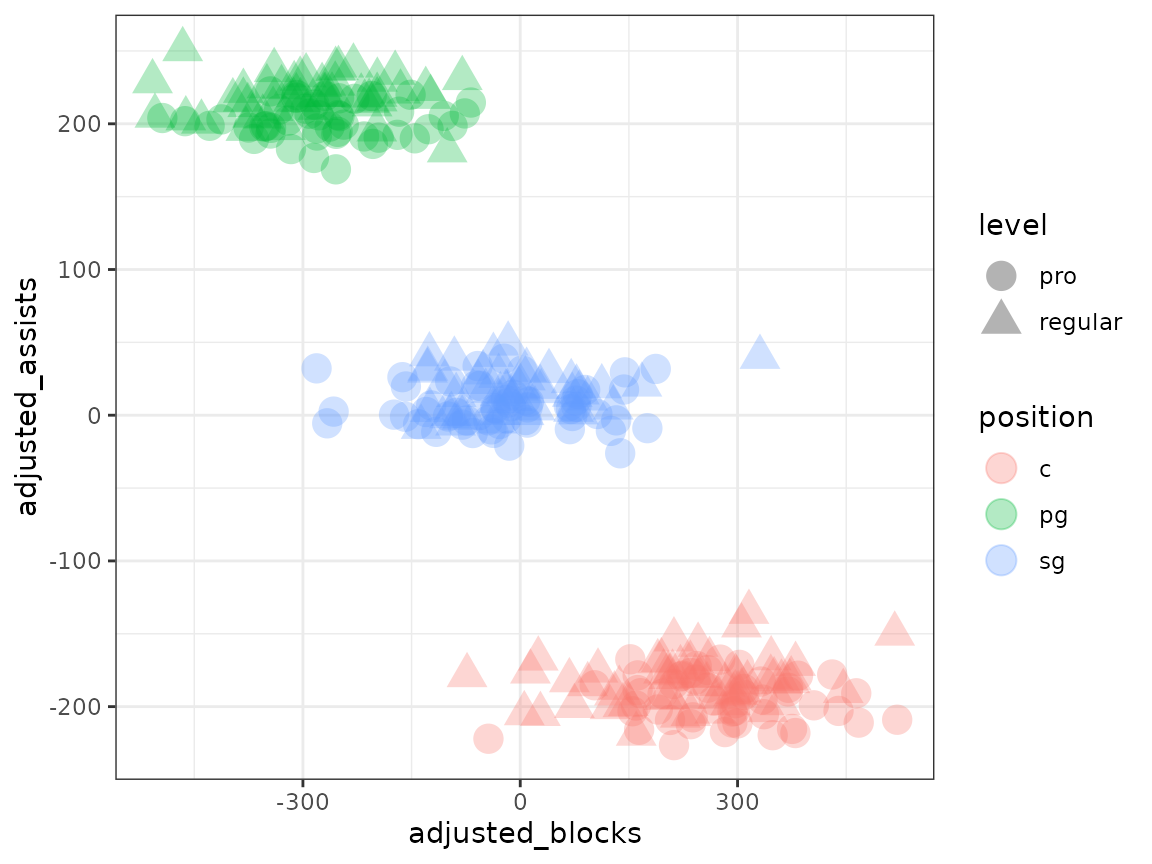 adjusted_assists
200
100
0
-100
-200
-300
0
300
adjusted_blocks
level
pro
regular
position
c
pg
sg